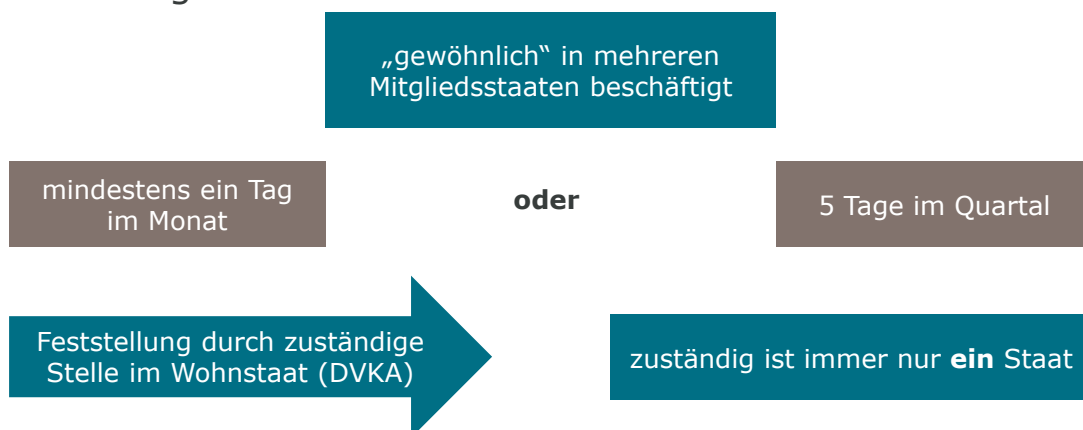 „gewöhnlich“ in mehreren
Mitgliedsstaaten beschäftigt
mindestens ein Tag
im Monat
oder
5 Tage im Quartal
Feststellung durch zuständige
Stelle im Wohnstaat (DVKA)
zuständig ist immer nur ein Staat